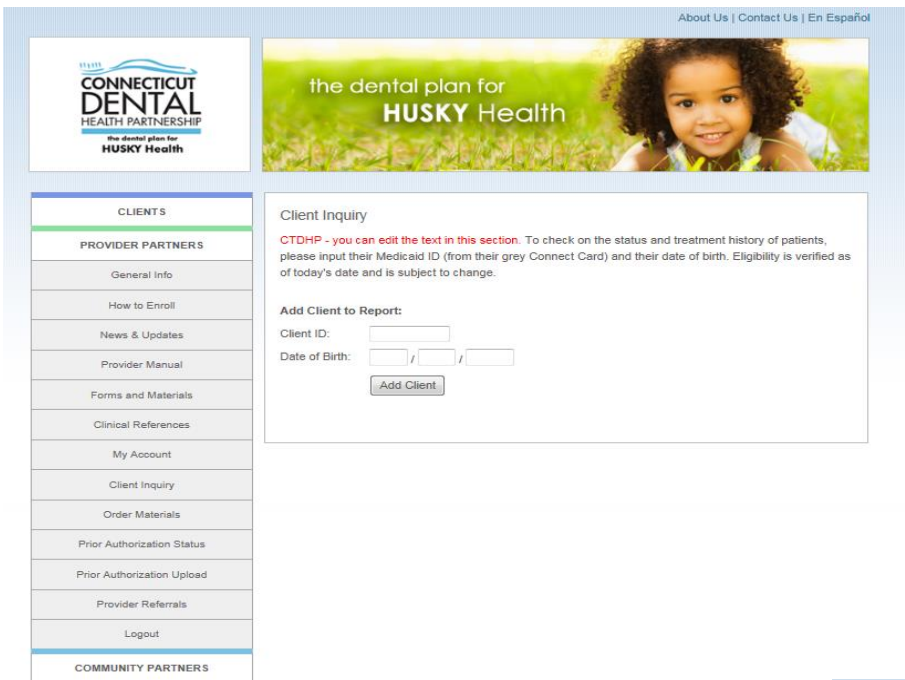 About Us | Contact Us | En Español
CONNECTICUT
DENTAL
HEALTH PARTNERSHIP
the dental plan for
HUSKY Health
the dental plan for
HUSKY Health
CLIENTS
PROVIDER PARTNERS
General Info
How to Enroll
News & Updates
Provider Manual
Forms and Materials
Clinical References
My Account
Client Inquiry
Order Materials
Prior Authorization Status
Prior Authorization Upload
Provider Referrals
Logout
COMMUNITY PARTNERS
Client Inquiry
CTDHP - you can edit the text in this section. To check on the status and treatment history of patients,
please input their Medicaid ID (from their grey Connect Card) and their date of birth. Eligibility is verified as
of today's date and is subject to change.
Add Client to Report:
Client ID:
Date of Birth: / /
Add Client